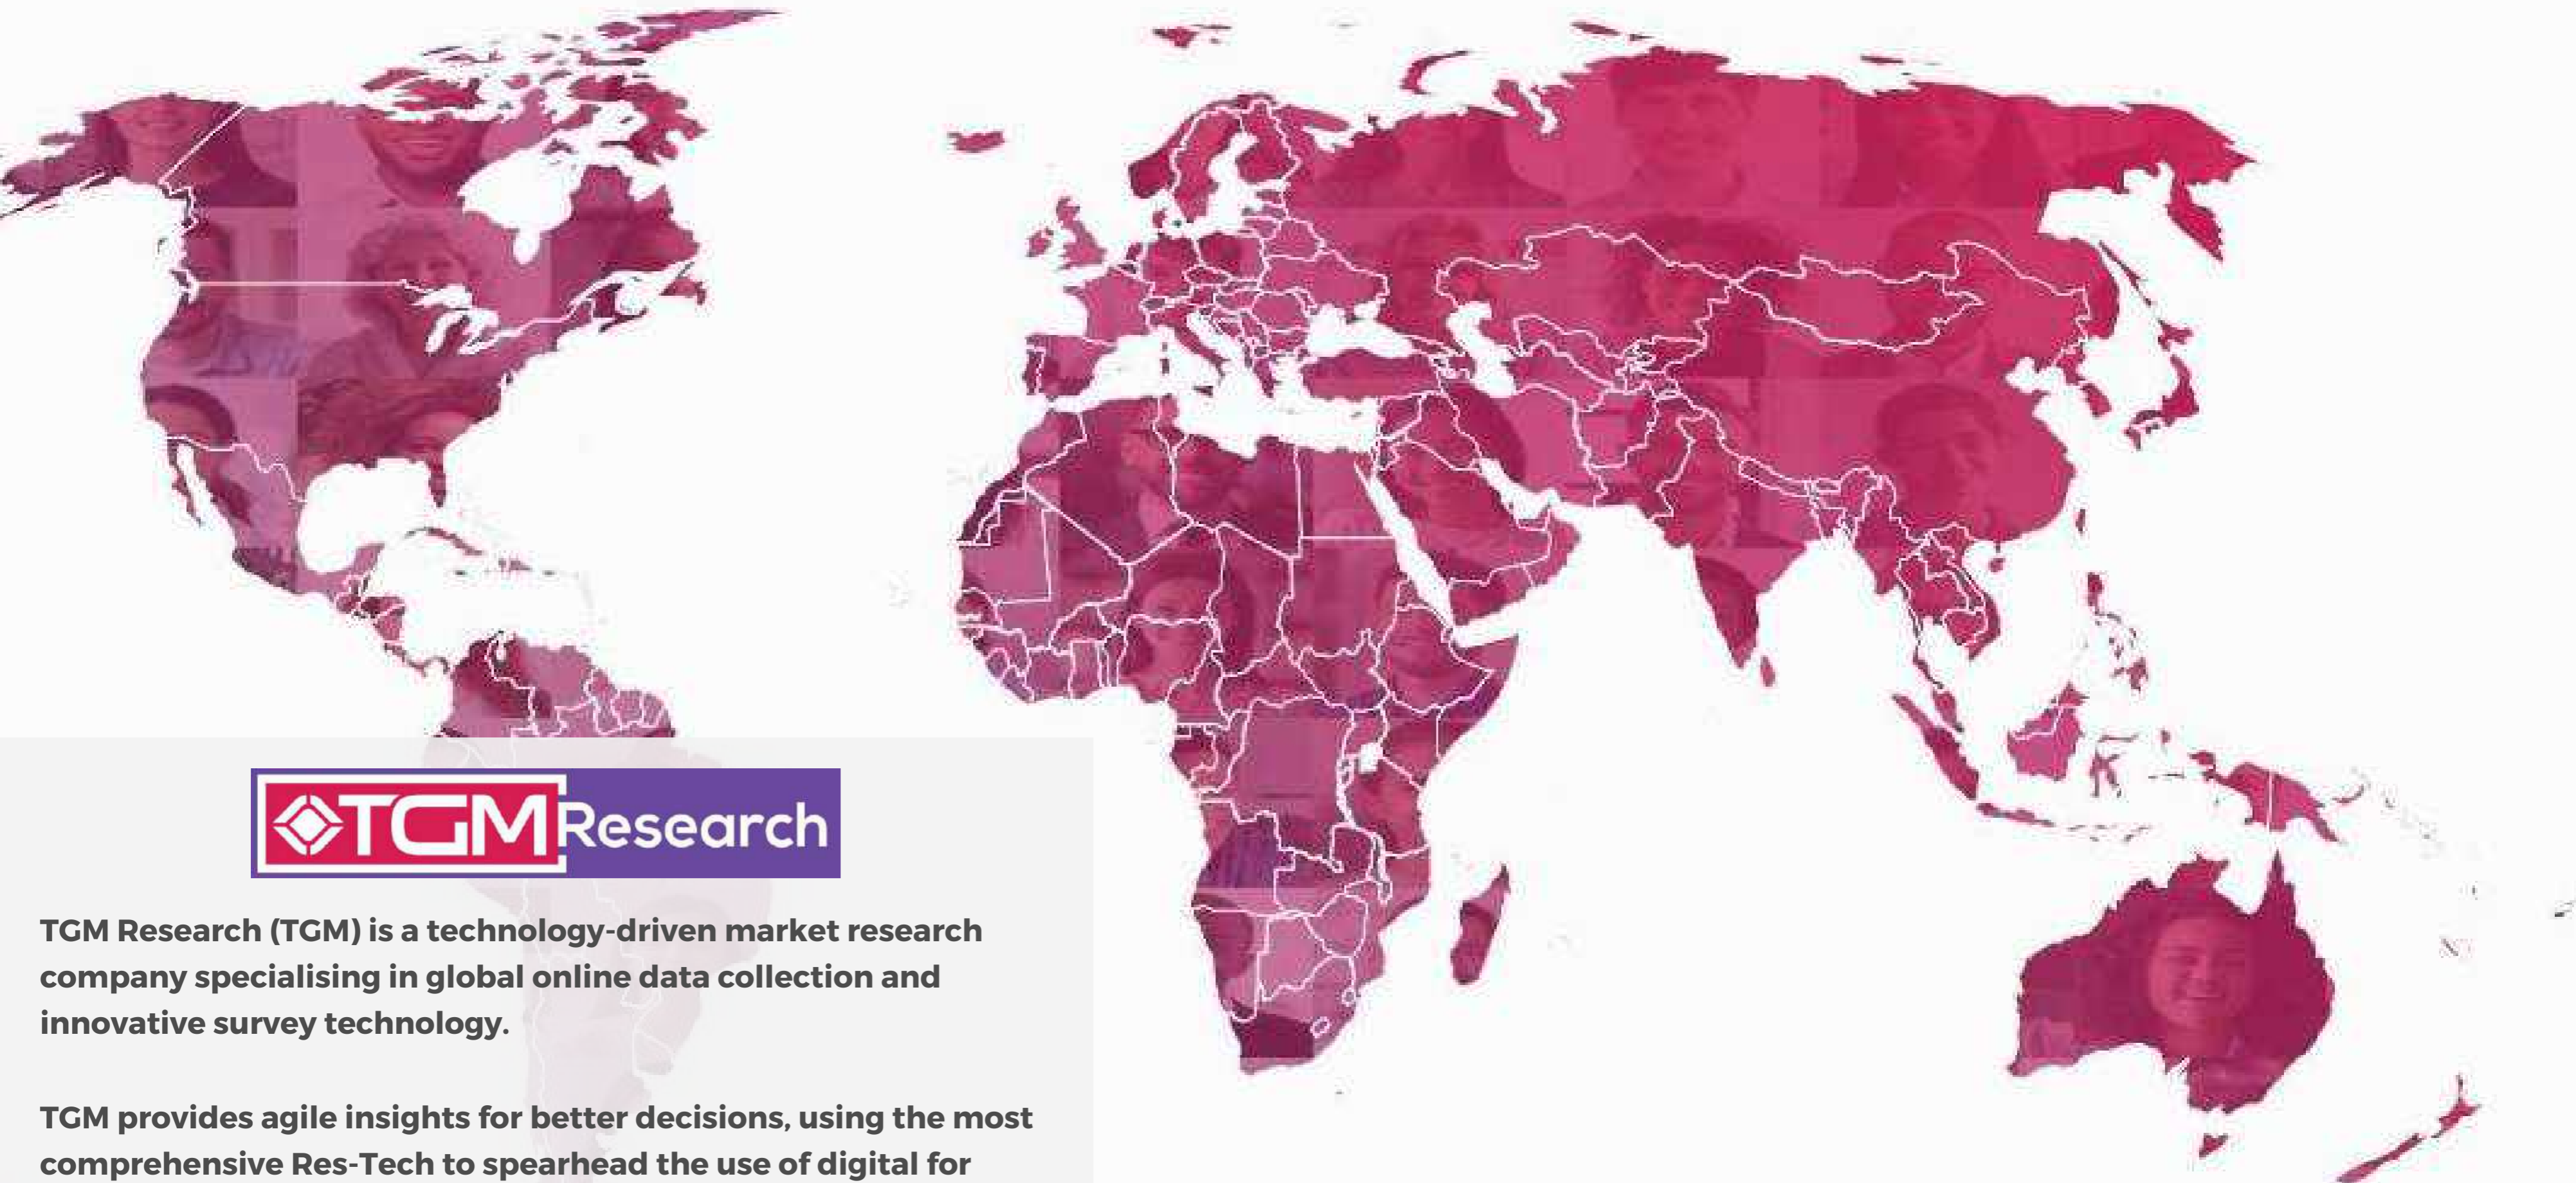 TGM Research
TGM Research (TGM) is a technology-driven market research
company specialising in global online data collection and
innovative survey technology.
TGM provides agile insights for better decisions, using the most
comprehensive Res-Tech to spearhead the use of digital for